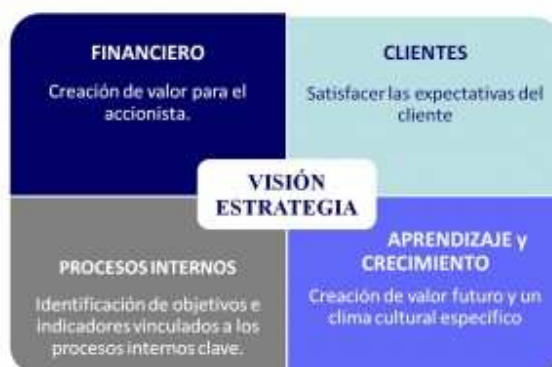 FINANCIERO
Creación de valor para el
accionista.
CLIENTES
Satisfacer las expectativas del
cliente
VISIÓN
ESTRATEGIA
PROCESOS INTERNOS
Identificación de objetivos e
indicadores vinculados a los
procesos internos clave.
APRENDIZAJE y
CRECIMIENTO
Creación de valor futuro y un
clima cultural específico